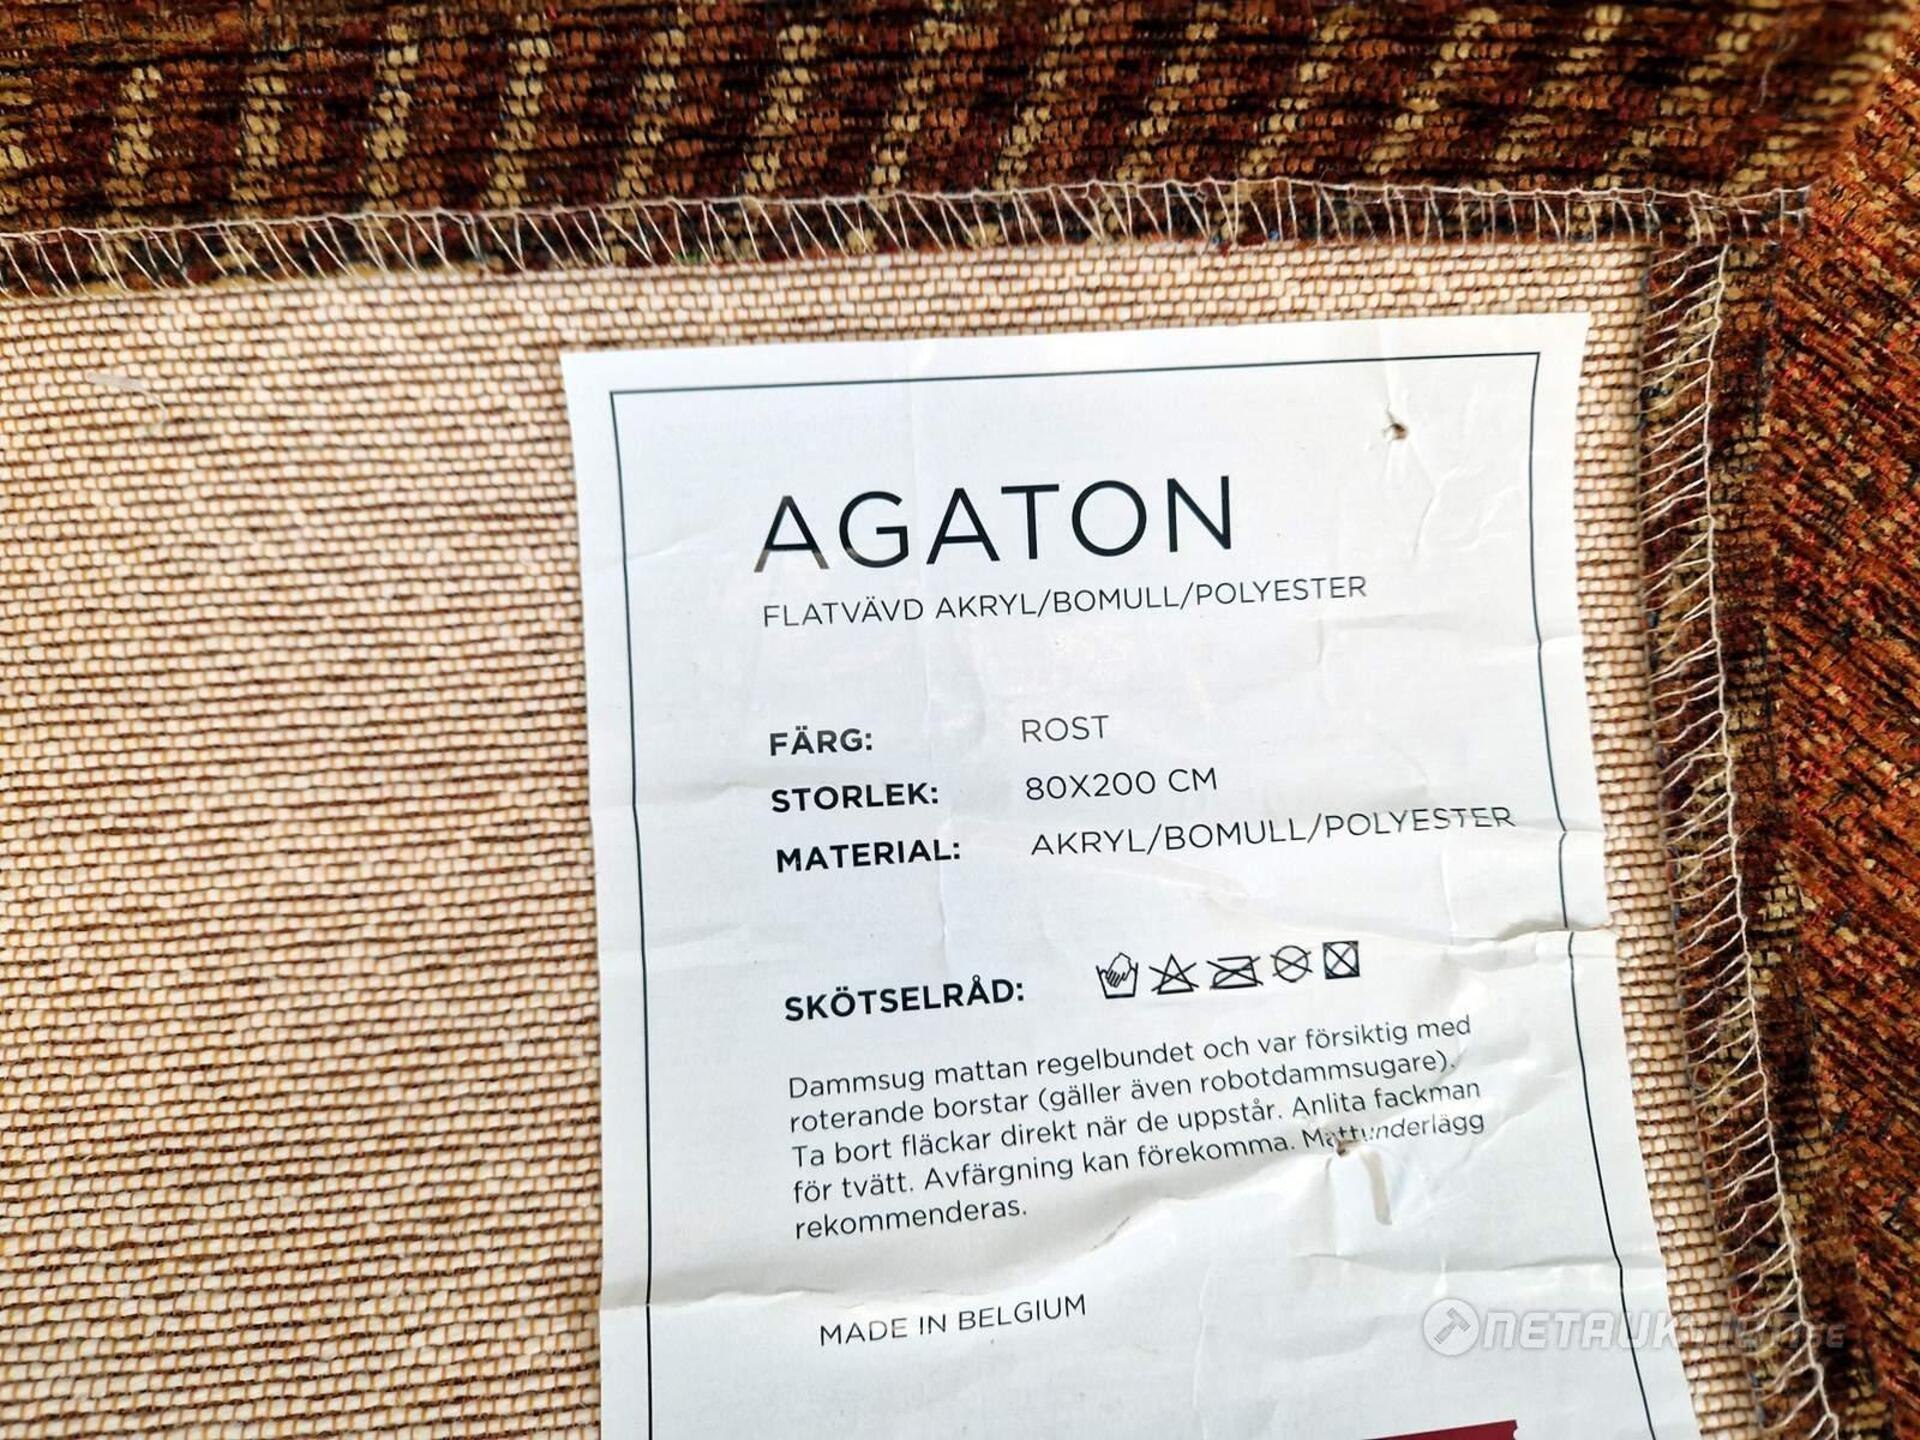 AGATON
FLATVÄVD AKRYL/BOMULL/POLYESTER
FÄRG: ROST
STORLEK: 80X200 CM
MATERIAL: AKRYL/BOMULL/POLYESTER
SKÖTSELRÅD:
Dammsug mattan regelbundet och var försiktig med
roterande borstar (gäller även robotdammsugare).
Ta bort fläckar direkt när de uppstår. Anlita fackman
för tvätt. Avfärgning kan förekomma. Mattunderlägg
rekommenderas.
MADE IN BELGIUM